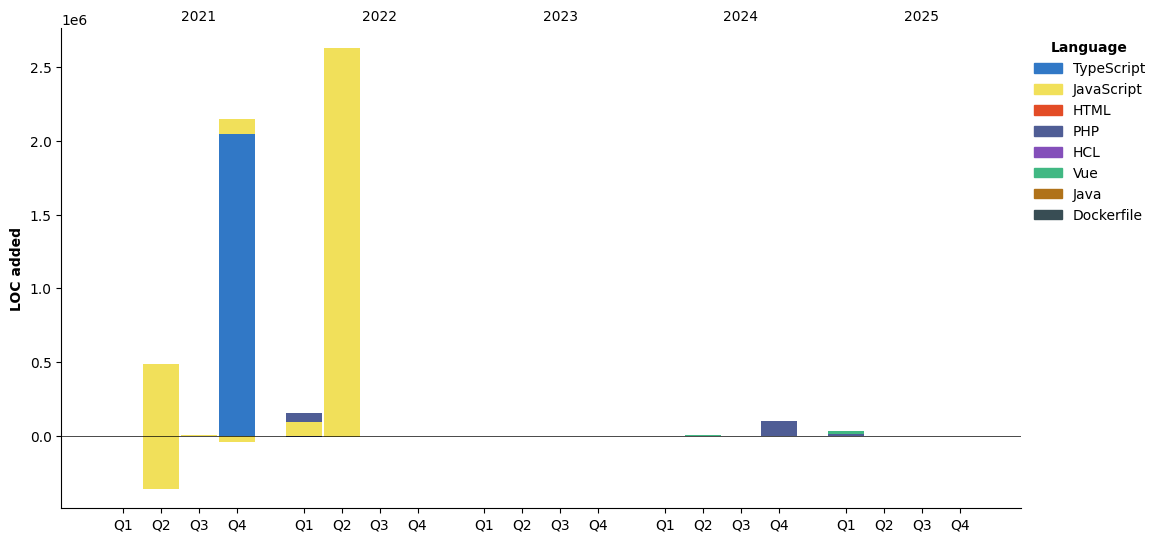 1e6
2021 2022 2023 2024 2025
2.5
2.0
1.5
1.0
0.5
0.0
LOC added
Q1 Q2 Q3 Q4 Q1 Q2 Q3 Q4 Q1 Q2 Q3 Q4 Q1 Q2 Q3 Q4 Q1 Q2 Q3 Q4
Language
TypeScript
JavaScript
HTML
PHP
HCL
Vue
Java
Dockerfile